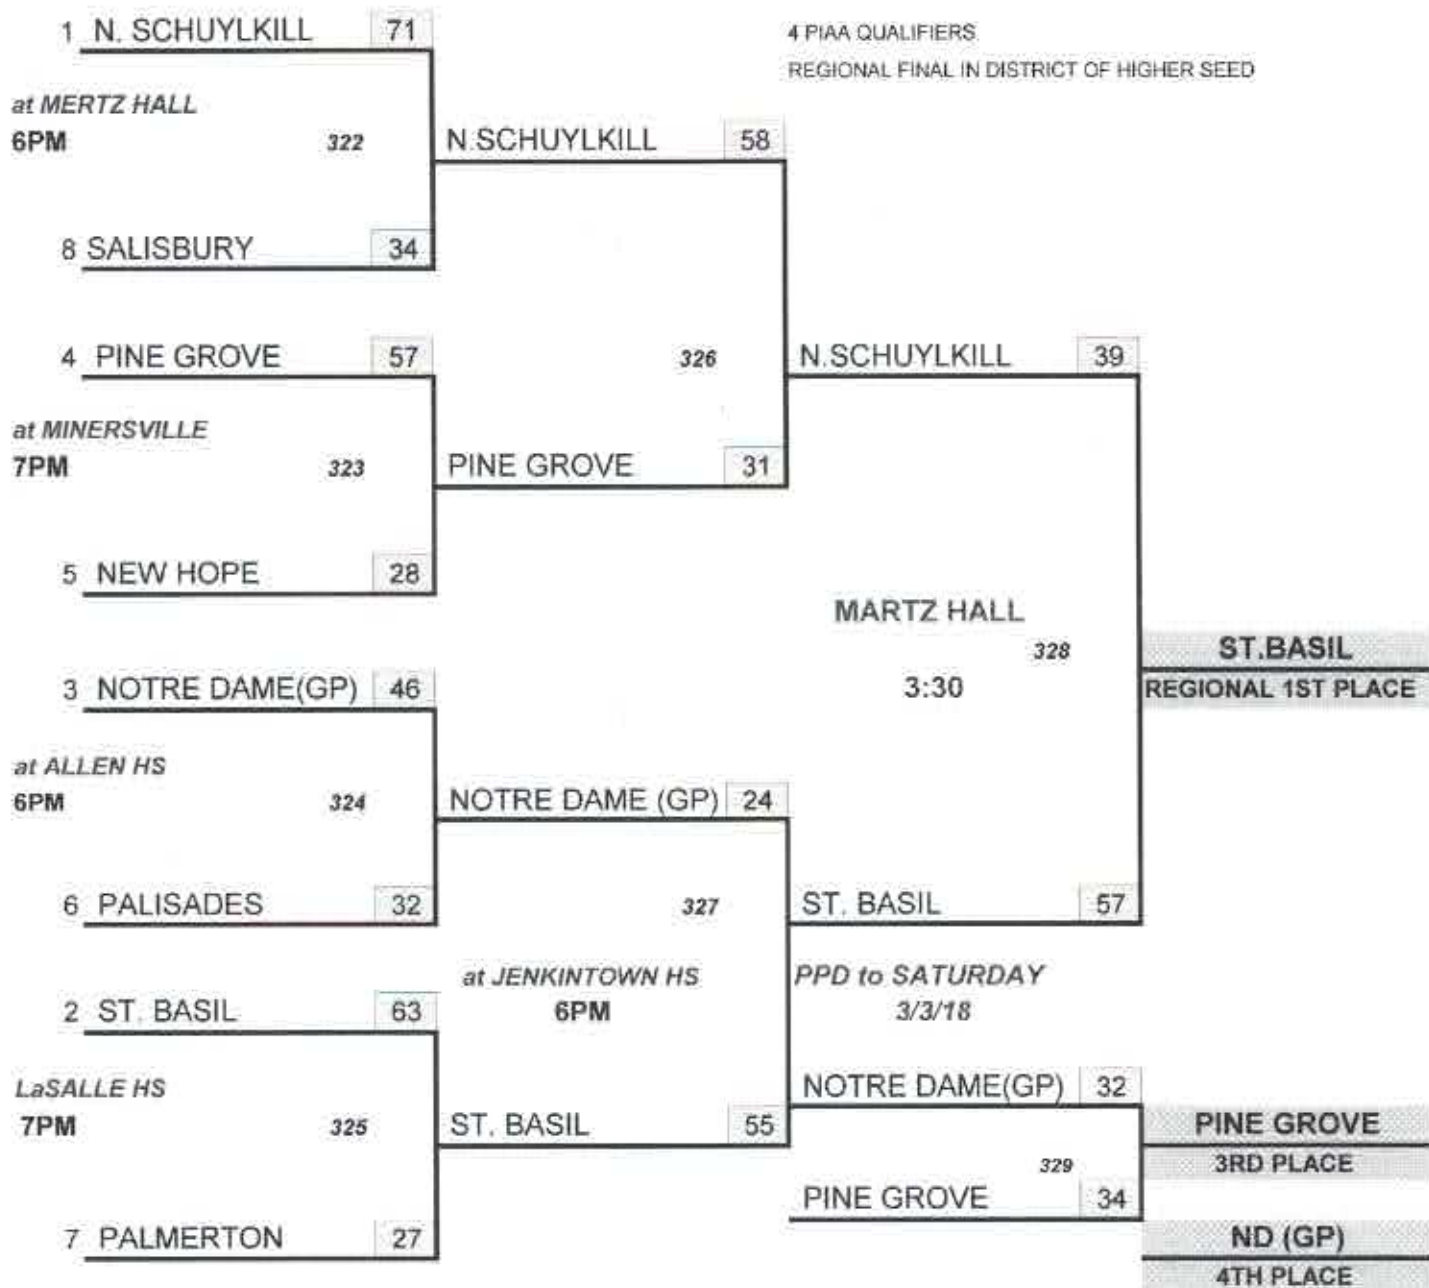 1 N. SCHUYLKILL 71
4 PIAA QUALIFIERS
REGIONAL FINAL IN DISTRICT OF HIGHER SEED
at MERTZ HALL
6PM 322
N.SCHUYLKILL 58
8 SALISBURY 34
4 PINE GROVE 57
326
N.SCHUYLKILL 39
at MINERSVILLE
7PM 323
PINE GROVE 31
5 NEW HOPE 28
MARTZ HALL
328
3:30
ST.BASIL
REGIONAL 1ST PLACE
3 NOTRE DAME(GP) 46
at ALLEN HS
6PM 324
NOTRE DAME (GP) 24
6 PALISADES 32
327
ST. BASIL 57
at JENKINTOWN HS
6PM
PPD to SATURDAY
3/3/18
2 ST. BASIL 63
LaSALLE HS
7PM 325
ST. BASIL 55
NOTRE DAME(GP) 32
329
PINE GROVE 34
PINE GROVE
3RD PLACE
7 PALMERTON 27
ND (GP)
4TH PLACE